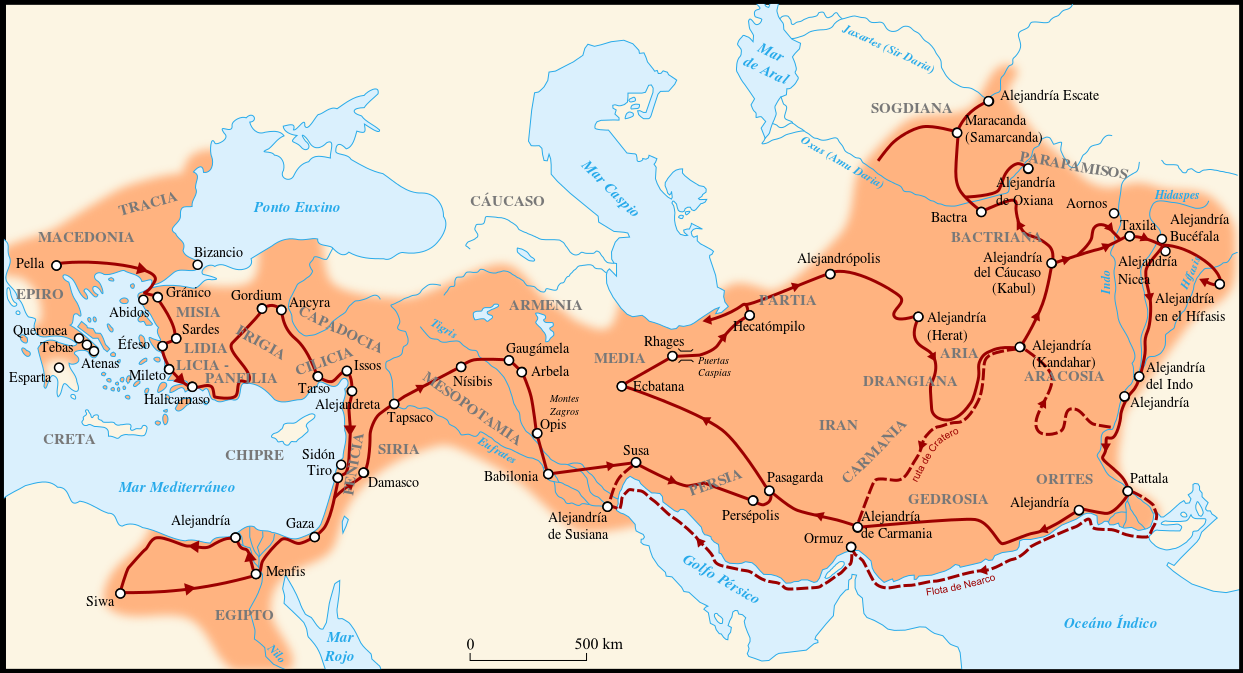 Mar
de Aral
Jaxartes (Sir Daria)
SOGDIANA
Alejandría Escate
Maracanda
(Samarcanda)
Oxus (Amu Daria)
PARAPAMISOS
Alejandría
de Oxiana
Hidaspes
Aornos
Bactra
Taxila
Alejandría
Bucéfala
BACTRIANA
Alejandría
del Cáucaso
(Kabul)
Alejandría
Nicea
Indo
Hífasis
Alejandría
en el Hífasis
TRACIA
Ponto Euxino
CÁUCASO
Mar Caspio
MACEDONIA
Bizancio
Pella
Alejandrópolis
EPIRO
Gránico
Abidos
MISIA
Gordium
Ancyra
CAPADOCIA
ARMENIA
PARTIA
Hecatómpilo
Alejandría
(Herat)
Queronea
Tebas
Atenas
Esparta
Sardes
Éfeso
LIDIA
FRIGIA
Tigris
Gaugámela
Arbela
MEDIA
Rhages
Puertas
Caspias
ARIA
Alejandría
(Kandahar)
Mileto
LICIA -
PANFILIA
CILICIA
Issos
Halicarnaso
Tarso
Alejandreta
Nísibis
Tapsaco
MESOPOTAMIA
Montes
Zagros
Ecbatana
DRANGIANA
ARACOSIA
Alejandría
del Indo
Alejandría
CRETA
CHIPRE
SIRIA
Opis
Eufrates
IRAN
CARMANIA
ruta de Cratero
Sidón
Tiro
FENICIA
Damasco
Babilonia
Susa
PERSIA
Pasagarda
Persépolis
GEDROSIA
ORITES
Pattala
Mar Mediterráneo
Alejandría
Gaza
Alejandría
de Susiana
Ormuz
Alejandría
de Carmania
Alejandría
Menfis
Siwa
EGIPTO
Nilo
Mar
Rojo
Golfo Pérsico
Flota de Nearco
Oceáno Índico
0 500 km